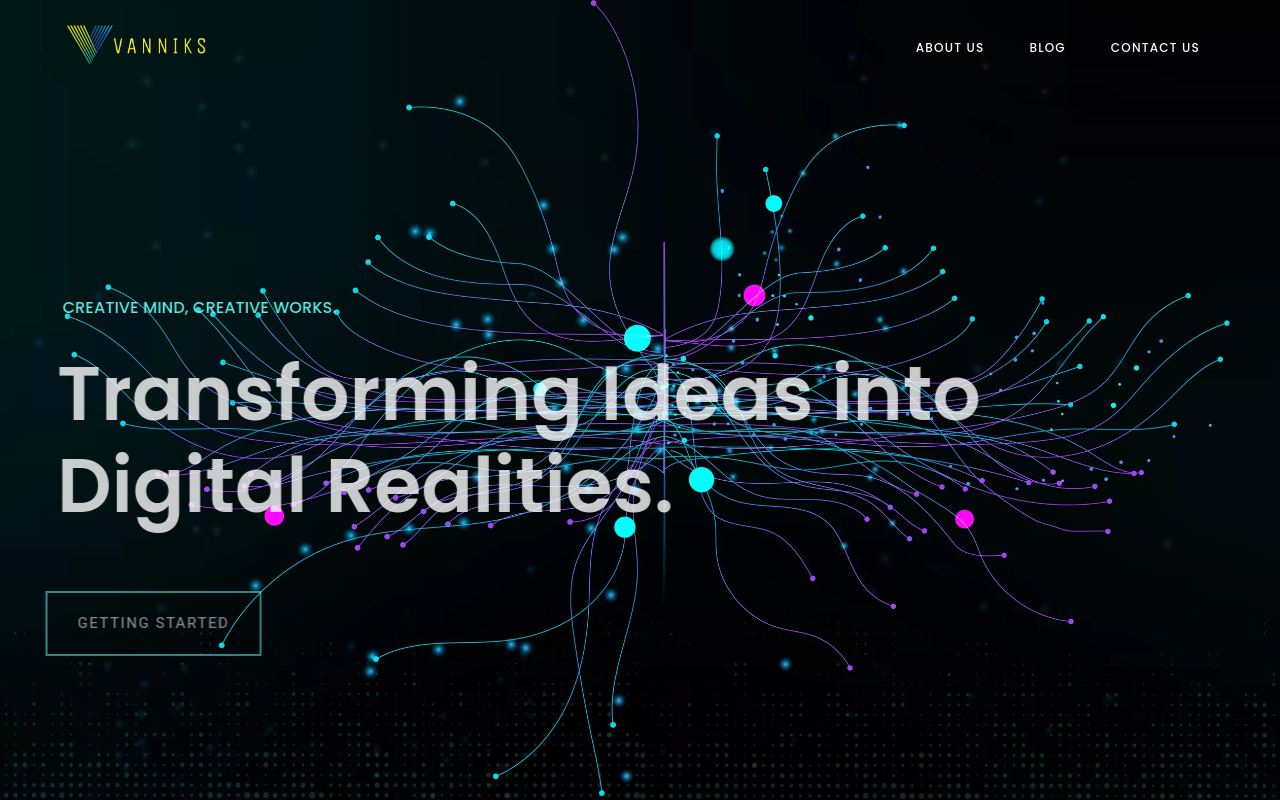 VANNIKS
ABOUT US
BLOG
CONTACT US
CREATIVE MIND, CREATIVE WORKS.
Transforming Ideas into
Digital Realities.
GETTING STARTED